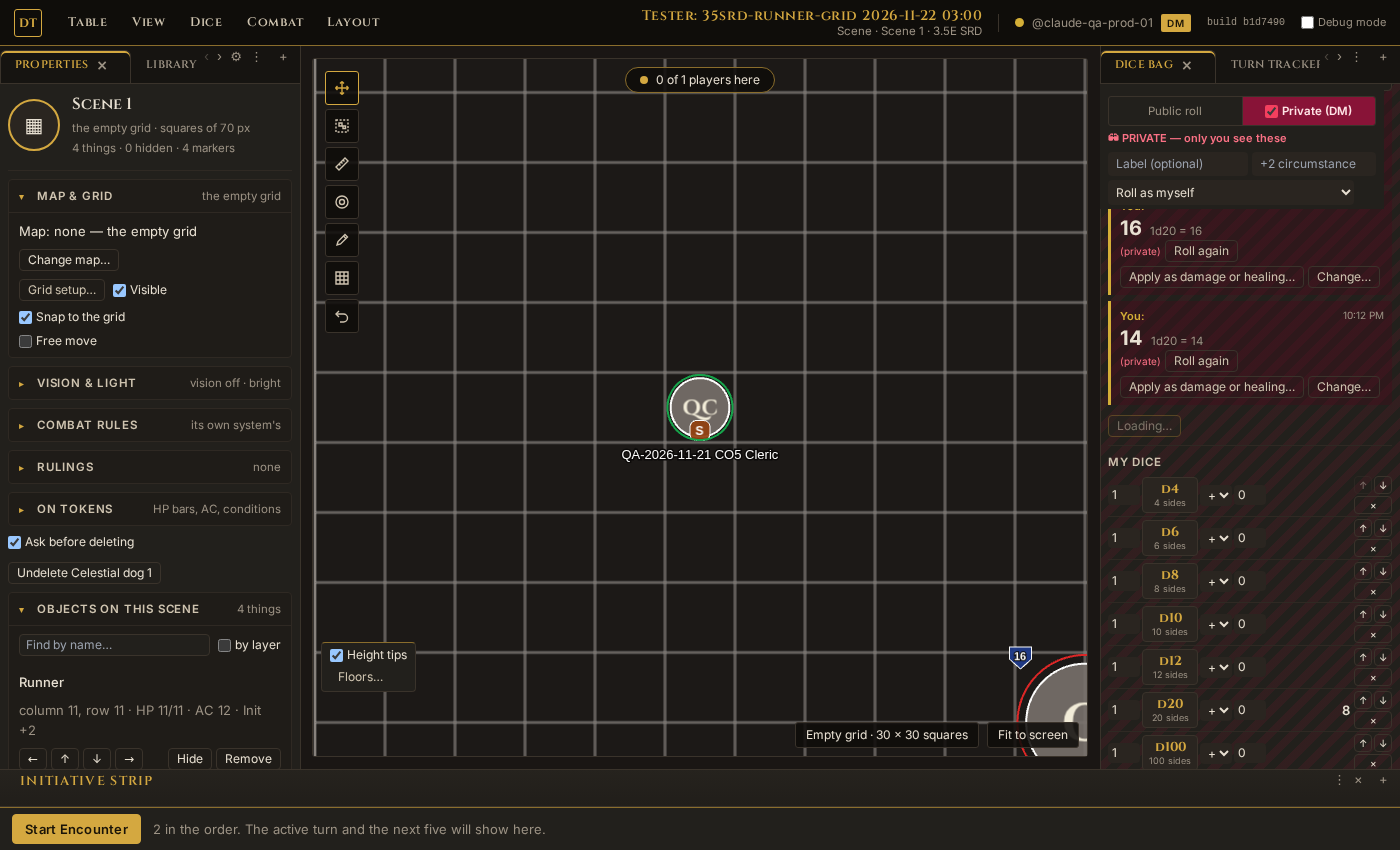 DT
TABLE VIEW DICE COMBAT LAYOUT
TESTER: 35SRD-RUNNER-GRID 2026-11-22 03:00
Scene · Scene 1 · 3.5E SRD
@claude-qa-prod-01 DM build b1d7490 Debug mode
PROPERTIES × LIBRARY
SCENE 1
the empty grid · squares of 70 px
4 things · 0 hidden · 4 markers
MAP & GRID the empty grid
Map: none — the empty grid
Change map...
Grid setup... Visible
Snap to the grid
Free move
VISION & LIGHT vision off · bright
COMBAT RULES its own system's
RULINGS none
ON TOKENS HP bars, AC, conditions
Ask before deleting
Undelete Celestial dog 1
OBJECTS ON THIS SCENE 4 things
Find by name... by layer
Runner
column 11, row 11 · HP 11/11 · AC 12 · Init
+2
← ↑ ↓ → Hide Remove
0 of 1 players here
QC
S
QA-2026-11-21 CO5 Cleric
16
Height tips
Floors...
Empty grid · 30 × 30 squares Fit to screen
DICE BAG × TURN TRACKER
Public roll Private (DM)
PRIVATE — only you see these
Label (optional) +2 circumstance
Roll as myself
16 1d20 = 16
(private) Roll again
Apply as damage or healing... Change...
You: 10:12 PM
14 1d20 = 14
(private) Roll again
Apply as damage or healing... Change...
Loading...
MY DICE
1 D4 4 sides + 0
1 D6 6 sides + 0
1 D8 8 sides + 0
1 D10 10 sides + 0
1 D12 12 sides + 0
1 D20 20 sides + 0 8
1 D100 100 sides + 0
INITIATIVE STRIP
Start Encounter 2 in the order. The active turn and the next five will show here.